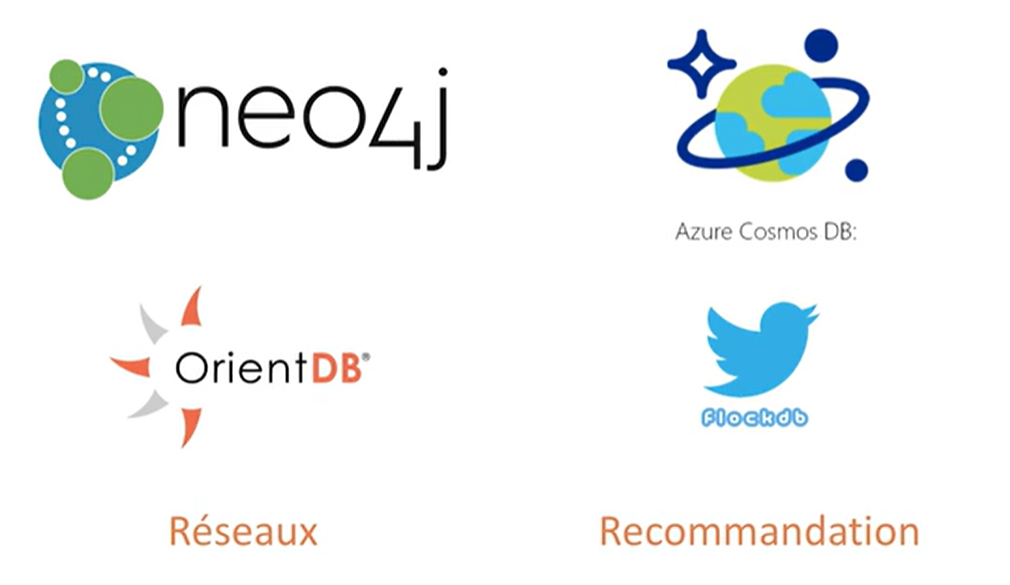 neo4j
Azure Cosmos DB:
OrientDB®
flockdb
Réseaux
Recommandation